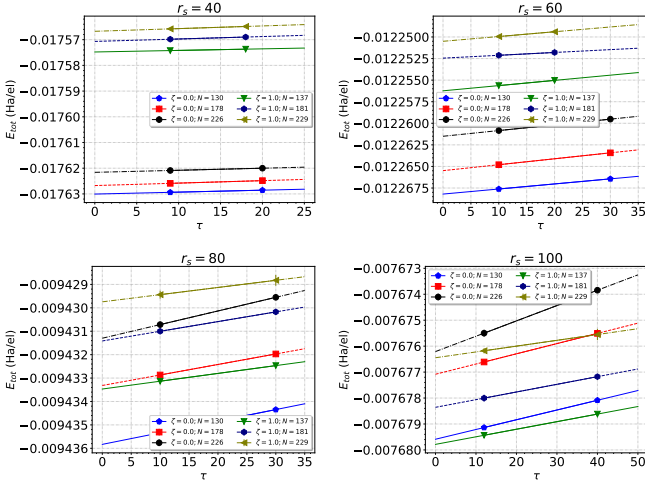 r_s = 40
E_tot (Ha/el)
−0.01757
−0.01758
−0.01759
−0.01760
−0.01761
−0.01762
−0.01763
ζ = 0.0; N = 130
ζ = 0.0; N = 178
ζ = 0.0; N = 226
ζ = 1.0; N = 137
ζ = 1.0; N = 181
ζ = 1.0; N = 229
0 5 10 15 20 25
τ
r_s = 60
−0.0122500
−0.0122525
−0.0122550
−0.0122575
−0.0122600
−0.0122625
−0.0122650
−0.0122675
ζ = 0.0; N = 130
ζ = 0.0; N = 178
ζ = 0.0; N = 226
ζ = 1.0; N = 137
ζ = 1.0; N = 181
ζ = 1.0; N = 229
0 5 10 15 20 25 30 35
τ
r_s = 80
E_tot (Ha/el)
−0.009429
−0.009430
−0.009431
−0.009432
−0.009433
−0.009434
−0.009435
−0.009436
ζ = 0.0; N = 130
ζ = 0.0; N = 178
ζ = 0.0; N = 226
ζ = 1.0; N = 137
ζ = 1.0; N = 181
ζ = 1.0; N = 229
0 5 10 15 20 25 30 35
τ
r_s = 100
E_tot (Ha/el)
−0.007673
−0.007674
−0.007676
−0.007677
−0.007678
−0.007679
−0.007680
ζ = 0.0; N = 130
ζ = 0.0; N = 178
ζ = 0.0; N = 226
ζ = 1.0; N = 137
ζ = 1.0; N = 181
ζ = 1.0; N = 229
0 10 20 30 40 50
τ